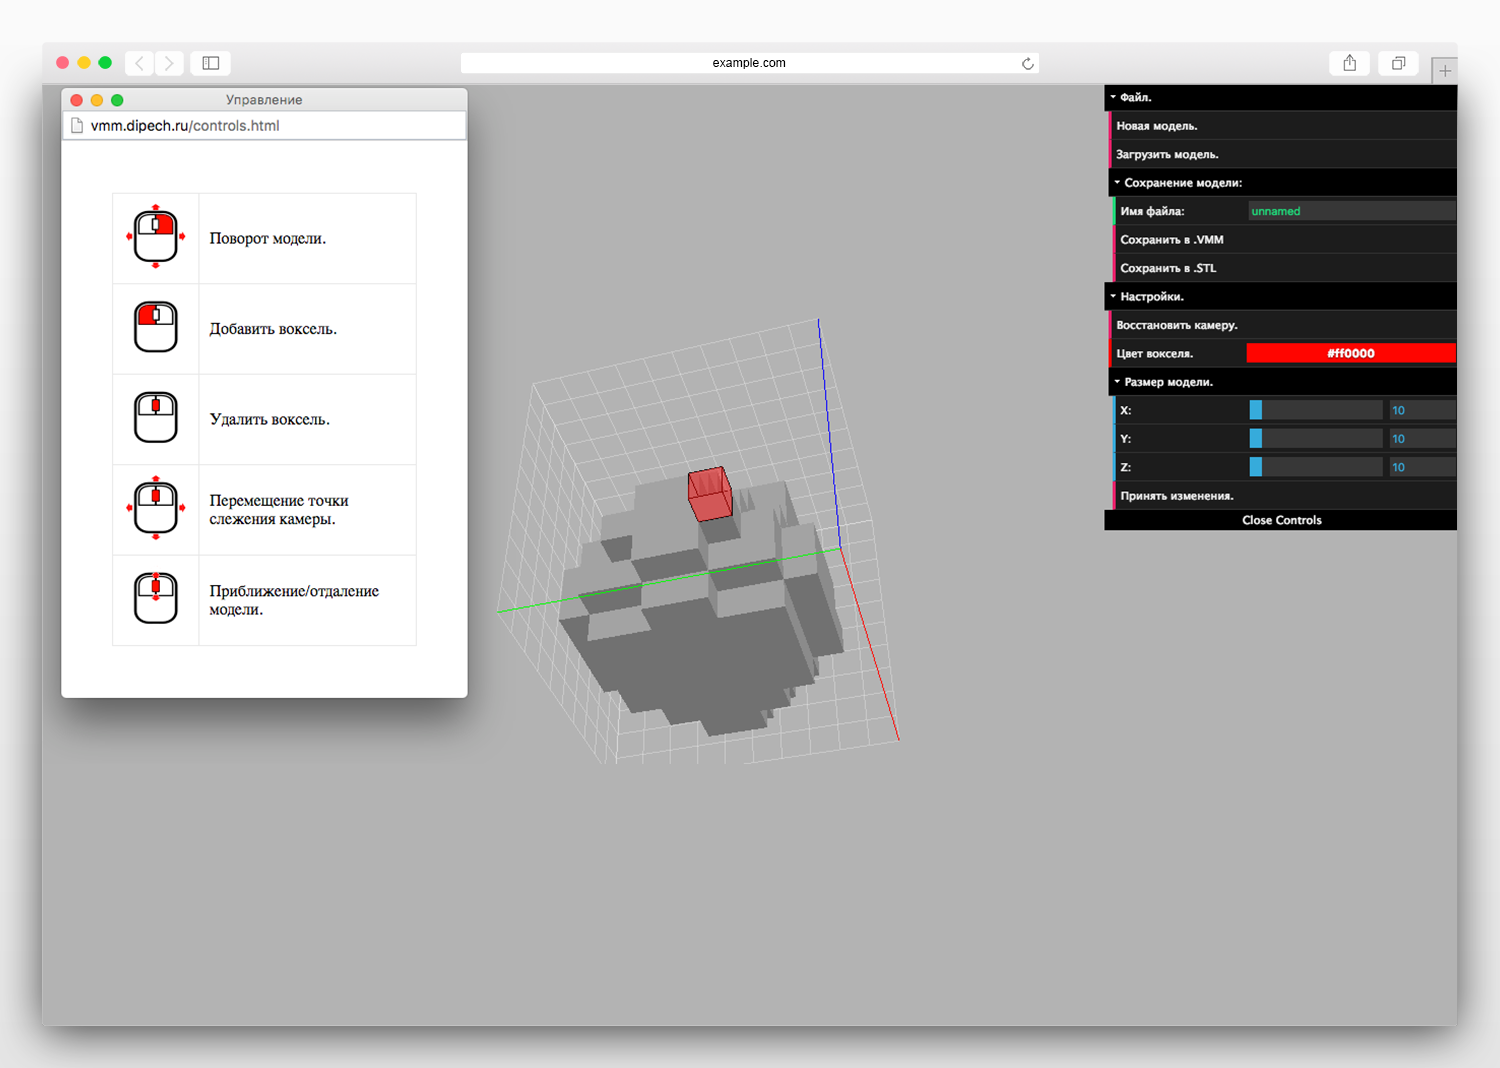 example.com
Управление
vmm.dipech.ru/controls.html
Поворот модели.
Добавить воксель.
Удалить воксель.
Перемещение точки
слежения камеры.
Приближение/отдаление
модели.
Файл.
Новая модель.
Загрузить модель.
Сохранение модели:
Имя файла: unnamed
Сохранить в .VMM
Сохранить в .STL
Настройки.
Восстановить камеру.
Цвет вокселя. #ff0000
Размер модели.
X: 10
Y: 10
Z: 10
Принять изменения.
Close Controls